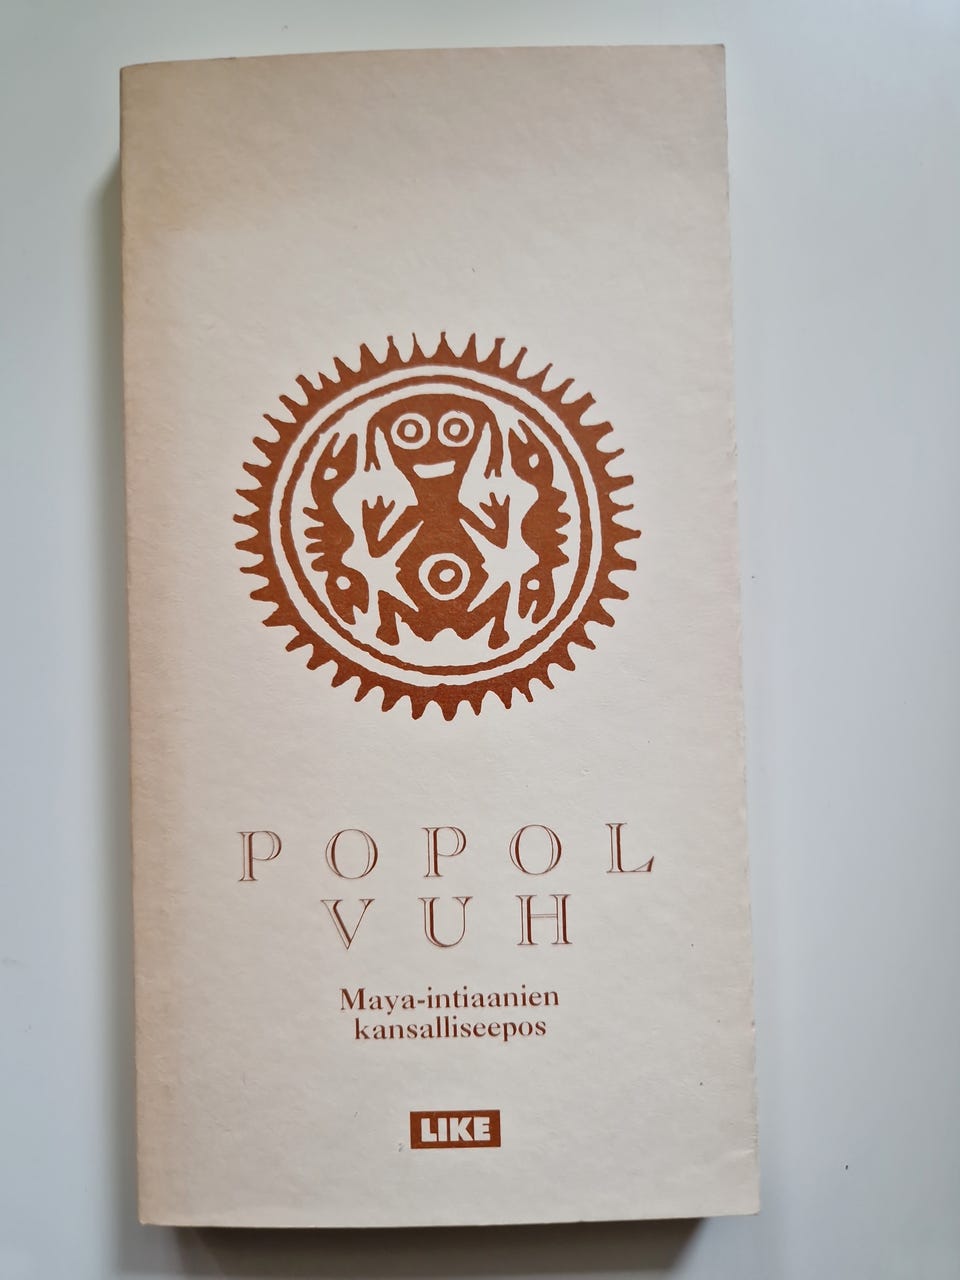 POPOL
VUH
Maya-intiaanien
kansalliseepos
LIKE